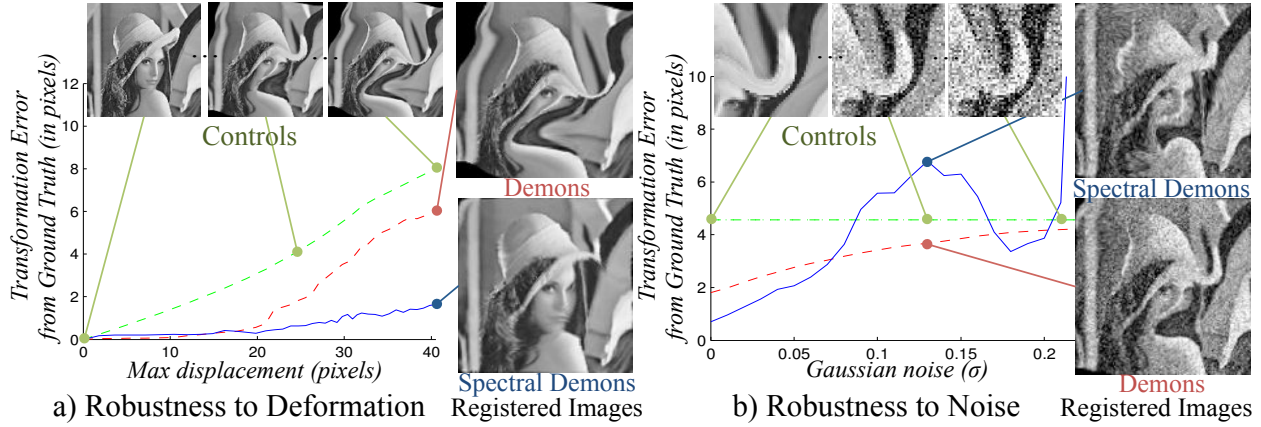 Transformation Error
from Ground Truth (in pixels)
12
10
8
6
4
2
0
0
10
20
30
40
Max displacement (pixels)
Controls
Demons
Spectral Demons
Registered Images
a) Robustness to Deformation
Transformation Error
from Ground Truth (in pixels)
10
8
6
4
2
0
0
0.05
0.1
0.15
0.2
Gaussian noise (σ)
Controls
Spectral Demons
Demons
Registered Images
b) Robustness to Noise